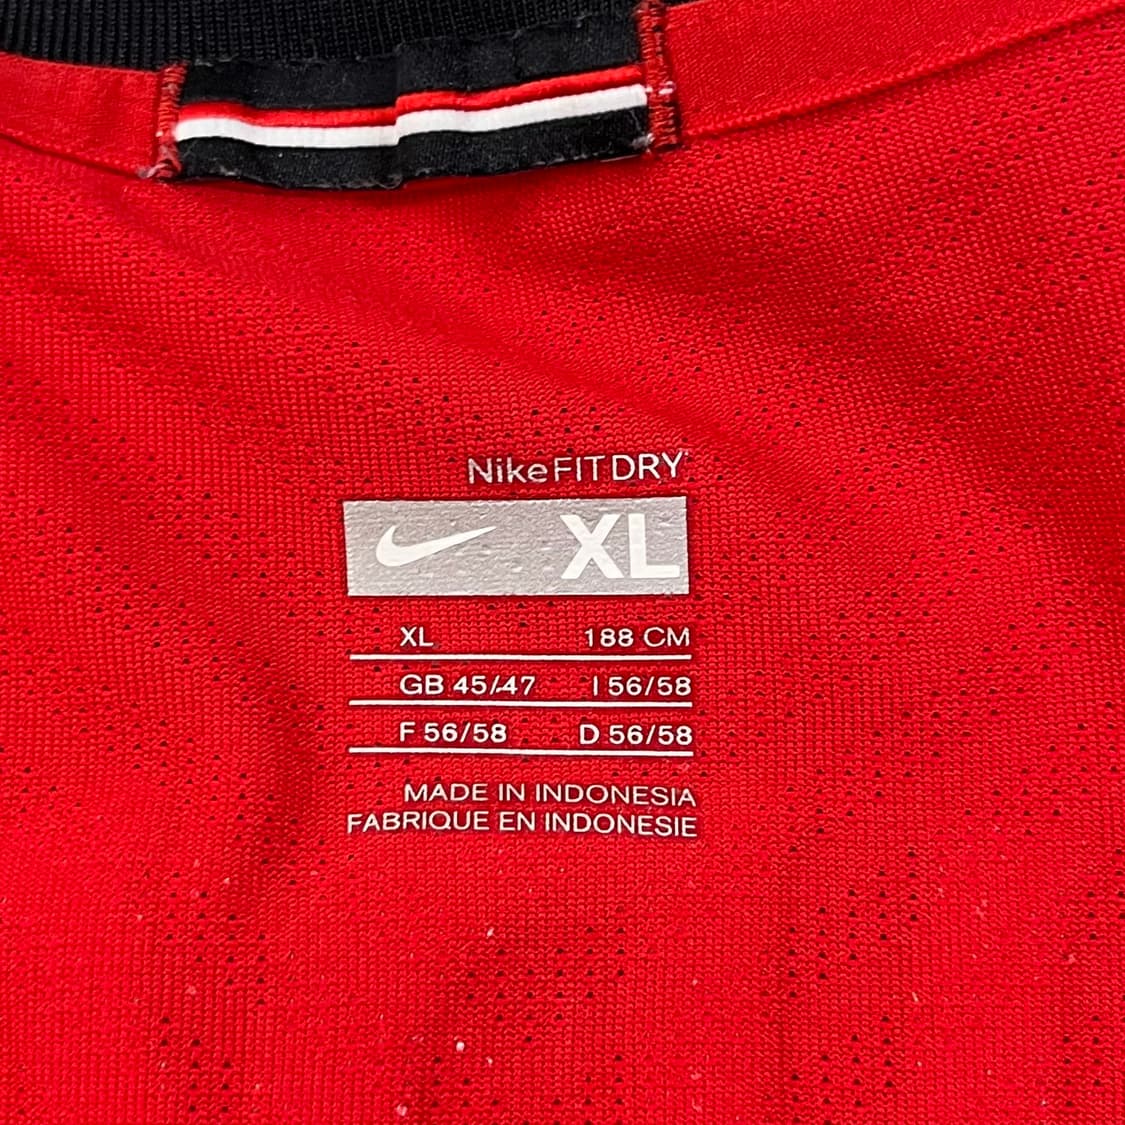 NikeFITDRY
XL
XL 188 CM
GB 45/47 I 56/58
F 56/58 D 56/58
MADE IN INDONESIA
FABRIQUE EN INDONESIE